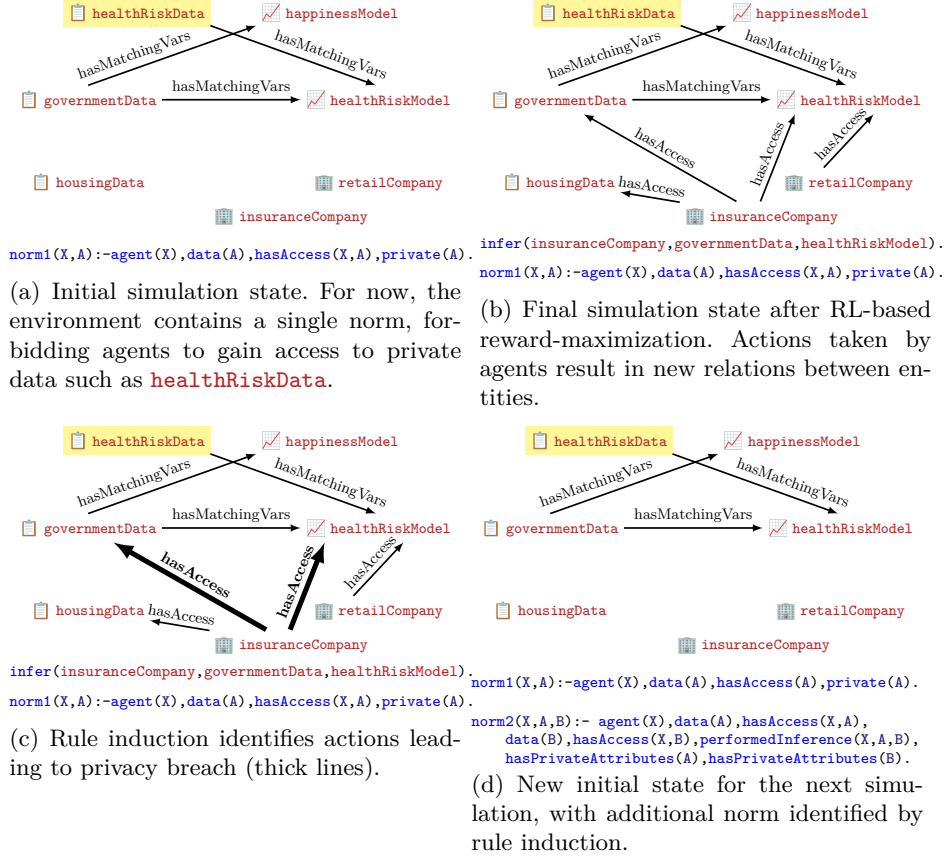 healthRiskData
happinessModel
hasMatchingVars
hasMatchingVars
governmentData
hasMatchingVars
healthRiskModel
housingData
retailCompany
insuranceCompany
norm1(X,A):-agent(X),data(A),hasAccess(X,A),private(A).
(a) Initial simulation state. For now, the
environment contains a single norm, for-
bidding agents to gain access to private
data such as healthRiskData.
healthRiskData
happinessModel
hasMatchingVars
hasMatchingVars
governmentData
hasMatchingVars
healthRiskModel
hasAccess
hasAccess
hasAccess
housingData
hasAccess
retailCompany
insuranceCompany
infer(insuranceCompany,governmentData,healthRiskModel).
norm1(X,A):-agent(X),data(A),hasAccess(X,A),private(A).
(b) Final simulation state after RL-based
reward-maximization. Actions taken by
agents result in new relations between en-
tities.
healthRiskData
happinessModel
hasMatchingVars
hasMatchingVars
governmentData
hasMatchingVars
healthRiskModel
hasAccess
hasAccess
hasAccess
housingData
hasAccess
retailCompany
insuranceCompany
infer(insuranceCompany,governmentData,healthRiskModel).
norm1(X,A):-agent(X),data(A),hasAccess(X,A),private(A).
(c) Rule induction identifies actions lead-
ing to privacy breach (thick lines).
healthRiskData
happinessModel
hasMatchingVars
hasMatchingVars
governmentData
hasMatchingVars
healthRiskModel
housingData
retailCompany
insuranceCompany
norm1(X,A):-agent(X),data(A),hasAccess(A),private(A).
norm2(X,A,B):- agent(X),data(A),hasAccess(X,A),
data(B),hasAccess(X,B),performedInference(X,A,B),
hasPrivateAttributes(A),hasPrivateAttributes(B).
(d) New initial state for the next simu-
lation, with additional norm identified by
rule induction.